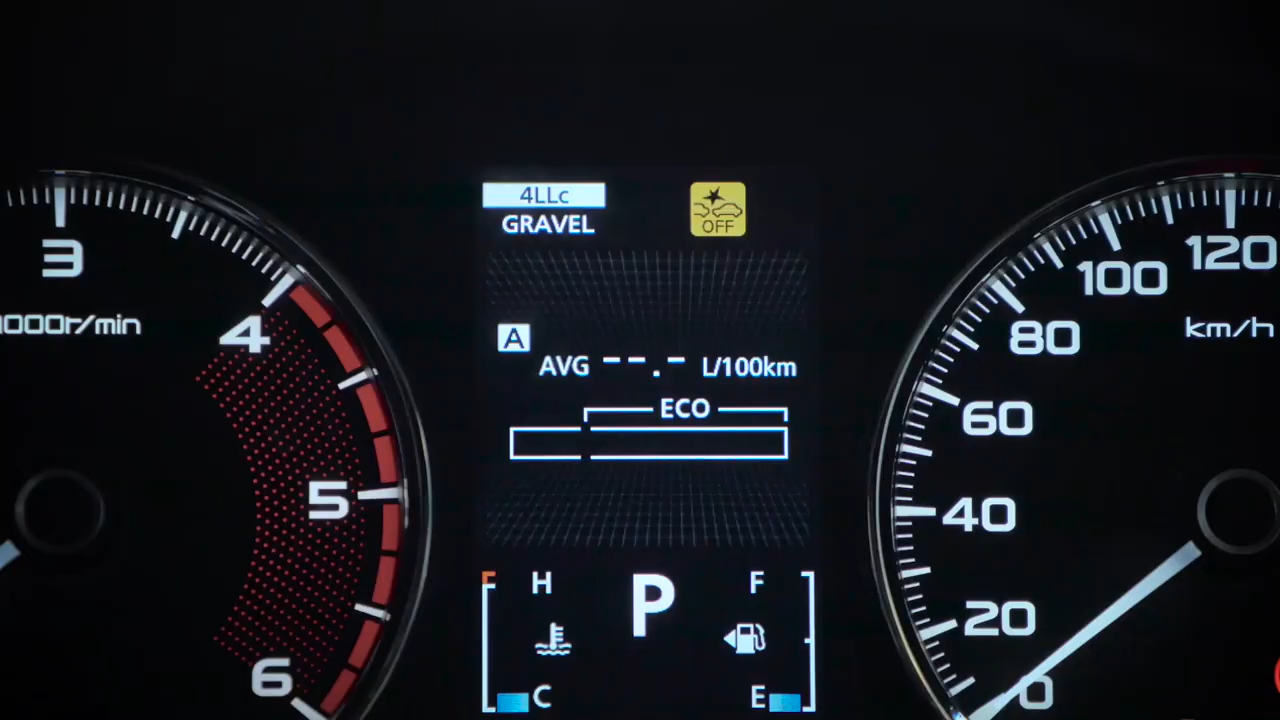 4LLc
GRAVEL
OFF
3
4
5
6
1000r/min
A
AVG --.- L/100km
ECO
H
P
F
C
E
120
100
80
60
40
20
0
km/h